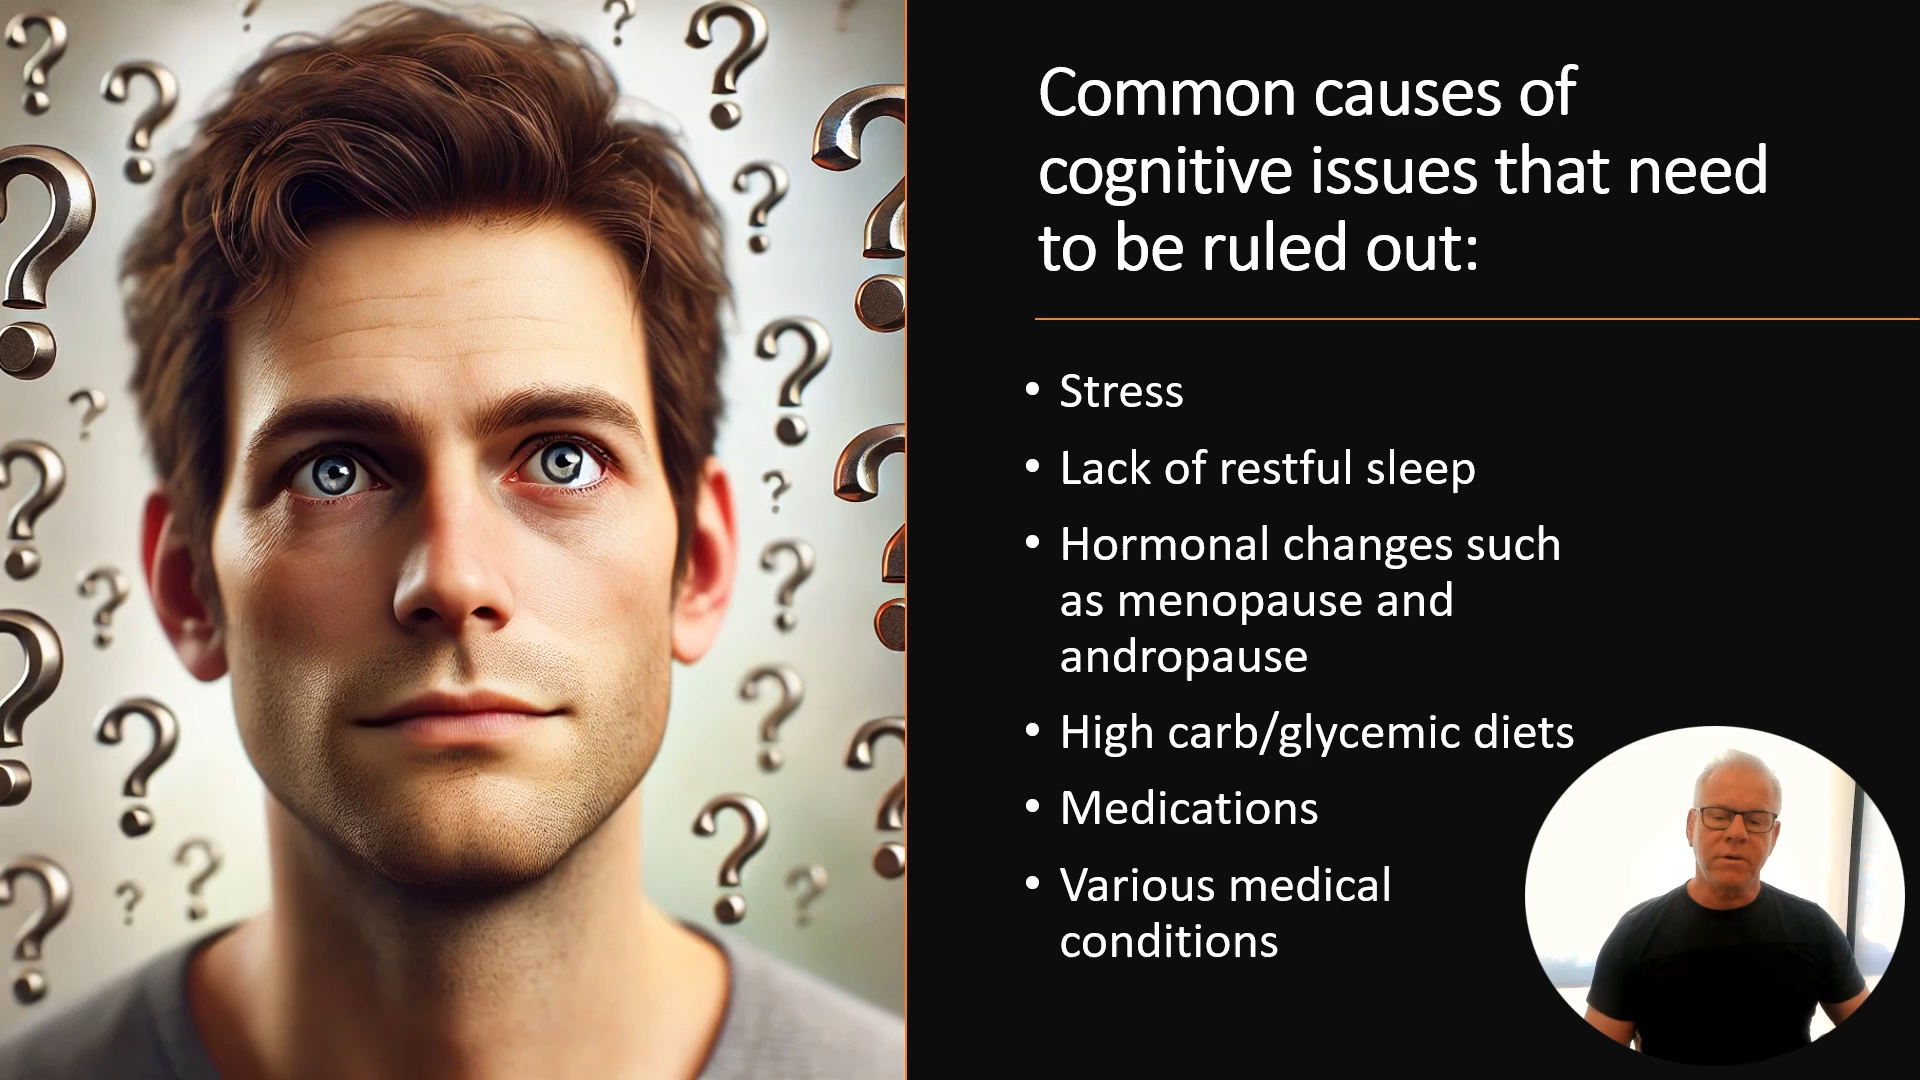 Common causes of
cognitive issues that need
to be ruled out:
• Stress
• Lack of restful sleep
• Hormonal changes such
as menopause and
andropause
• High carb/glycemic diets
• Medications
• Various medical
conditions